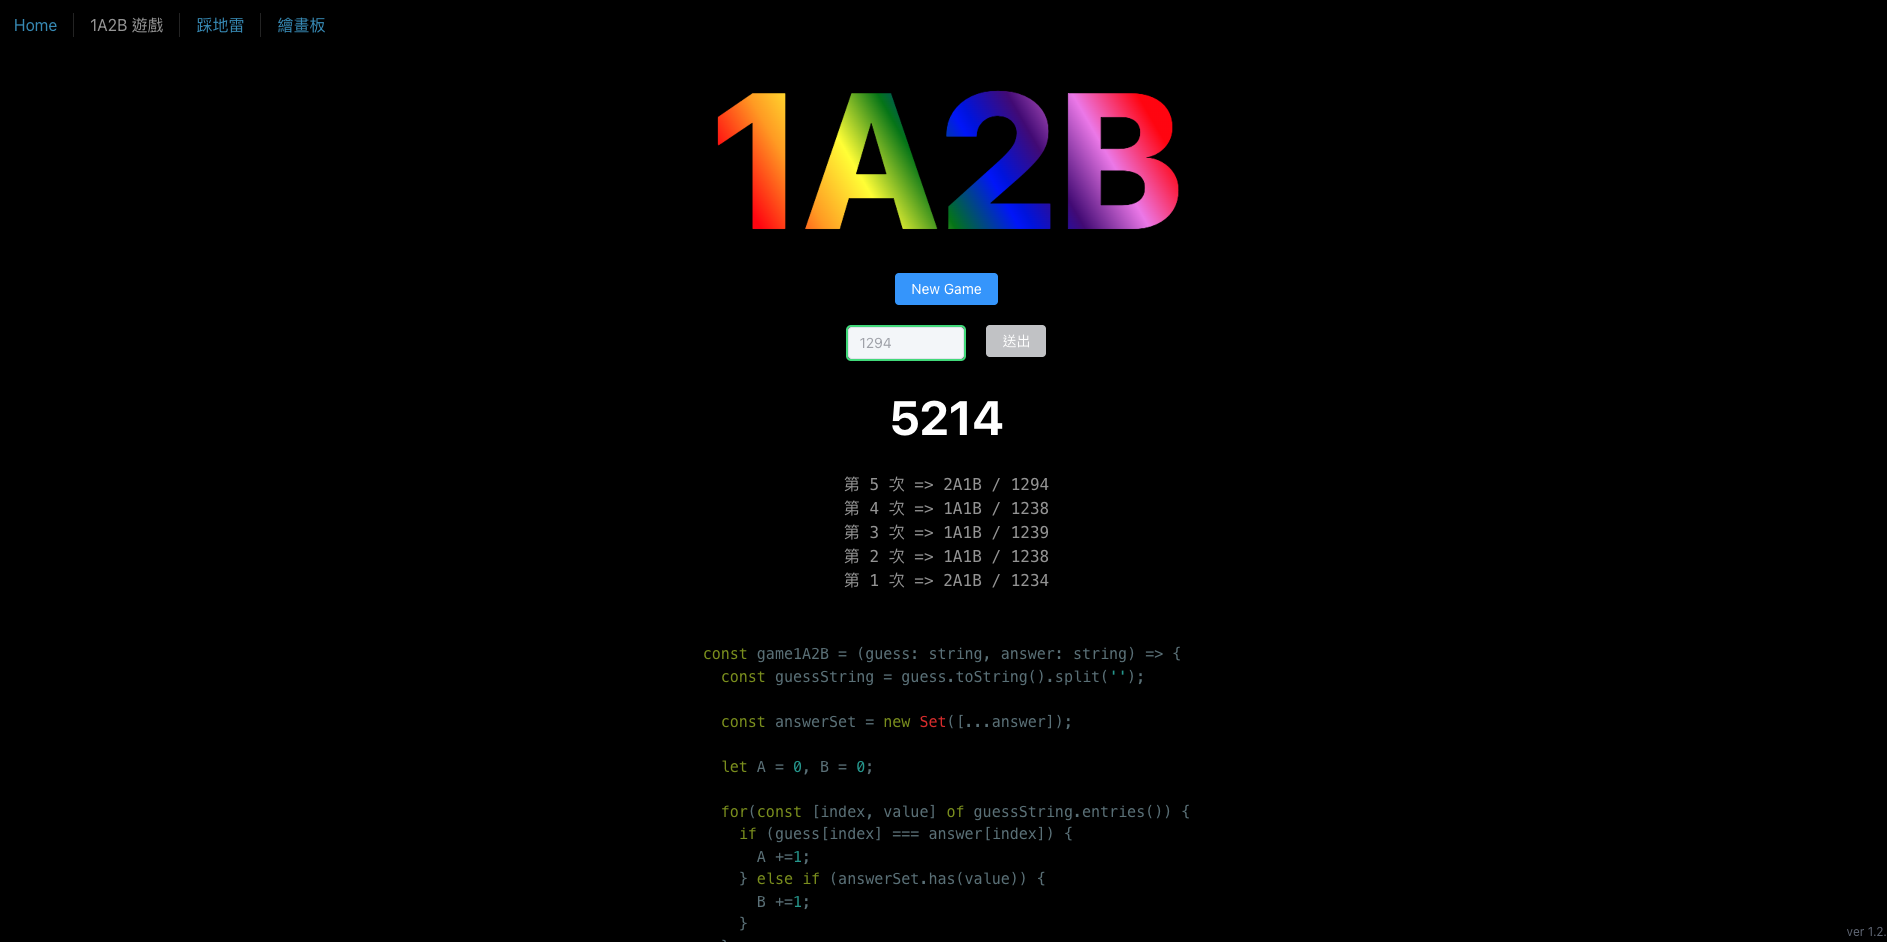 Home 1A2B 遊戲 踩地雷 繪畫板
1A2B
New Game
1294 送出
5214
第 5 次 => 2A1B / 1294
第 4 次 => 1A1B / 1238
第 3 次 => 1A1B / 1239
第 2 次 => 1A1B / 1238
第 1 次 => 2A1B / 1234
const game1A2B = (guess: string, answer: string) => {
  const guessString = guess.toString().split('');
  const answerSet = new Set([...answer]);
  let A = 0, B = 0;
  for(const [index, value] of guessString.entries()) {
    if (guess[index] === answer[index]) {
      A +=1;
    } else if (answerSet.has(value)) {
      B +=1;
    }
ver 1.2.